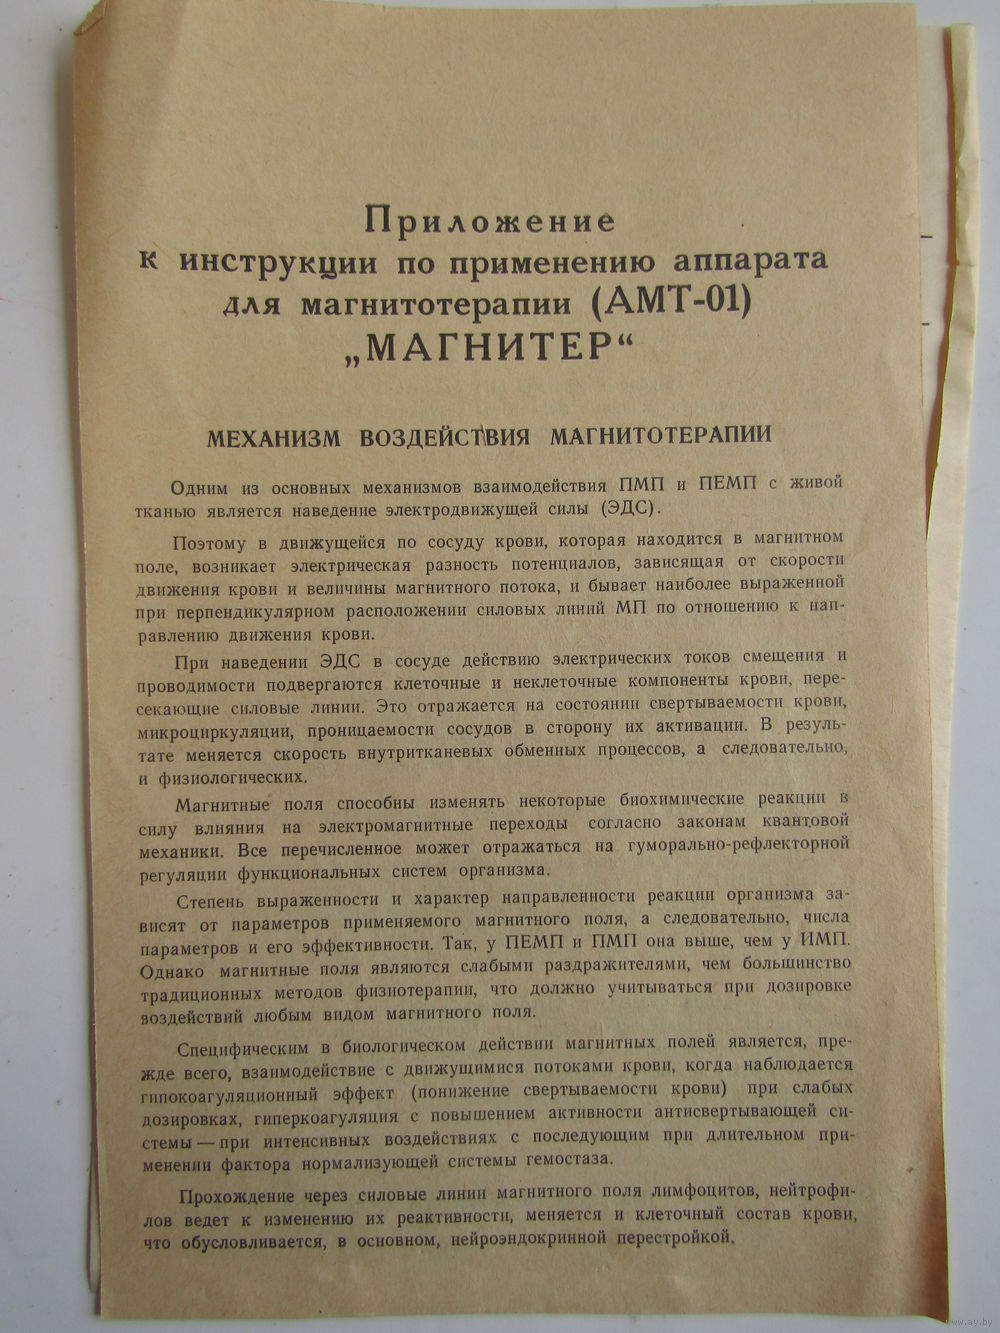 Приложение
к инструкции по применению аппарата
для магнитотерапии (АМТ-01)
„МАГНИТЕР“
МЕХАНИЗМ ВОЗДЕЙСТВИЯ МАГНИТОТЕРАПИИ
Одним из основных механизмов взаимодействия ПМП и ПЕМП с живой
тканью является наведение электродвижущей силы (ЭДС).
Поэтому в движущейся по сосуду крови, которая находится в магнитном
поле, возникает электрическая разность потенциалов, зависящая от скорости
движения крови и величины магнитного потока, и бывает наиболее выраженной
при перпендикулярном расположении силовых линий МП по отношению к нап-
равлению движения крови.
При наведении ЭДС в сосуде действию электрических токов смещения и
проводимости подвергаются клеточные и неклеточные компоненты крови, пере-
секающие силовые линии. Это отражается на состоянии свертываемости крови,
микроциркуляции, проницаемости сосудов в сторону их активации. В резуль-
тате меняется скорость внутритканевых обменных процессов, а следовательно,
и физиологических.
Магнитные поля способны изменять некоторые биохимические реакции в
силу влияния на электромагнитные переходы согласно законам квантовой
механики. Все перечисленное может отражаться на гуморально-рефлекторной
регуляции функциональных систем организма.
Степень выраженности и характер направленности реакции организма за-
висят от параметров применяемого магнитного поля, а следовательно, числа
параметров и его эффективности. Так, у ПЕМП и ПМП она выше, чем у ИМП.
Однако магнитные поля являются слабыми раздражителями, чем большинство
традиционных методов физиотерапии, что должно учитываться при дозировке
воздействий любым видом магнитного поля.
Специфическим в биологическом действии магнитных полей является, пре-
жде всего, взаимодействие с движущимися потоками крови, когда наблюдается
гипокоагуляционный эффект (понижение свертываемости крови) при слабых
дозировках, гиперкоагуляция с повышением активности антисвертывающей си-
стемы — при интенсивных воздействиях с последующим при длительном при-
менении фактора нормализующей системы гемостаза.
Прохождение через силовые линии магнитного поля лимфоцитов, нейтрофи-
лов ведет к изменению их реактивности, меняется и клеточный состав крови,
что обусловливается, в основном, нейроэндокринной перестройкой.
www.ay.by